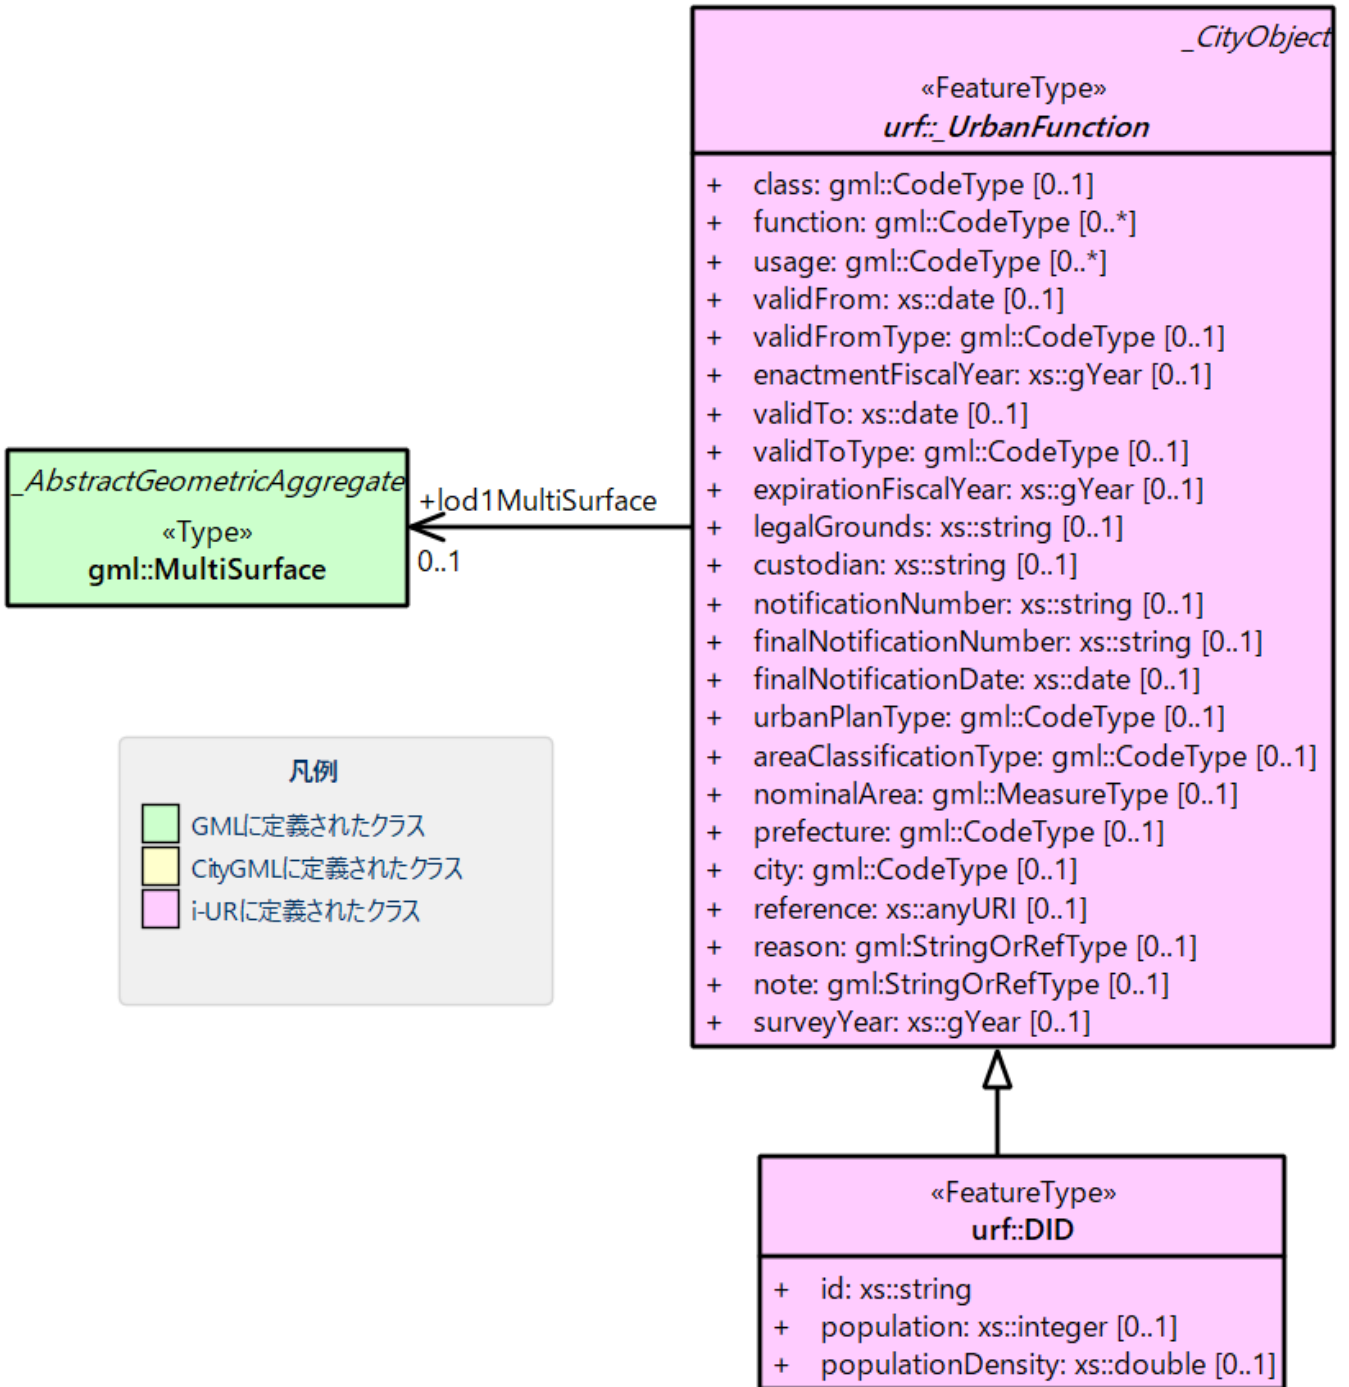 _CityObject
«FeatureType»
urf::_UrbanFunction
+ class: gml::CodeType [0..1]
+ function: gml::CodeType [0..*]
+ usage: gml::CodeType [0..*]
+ validFrom: xs::date [0..1]
+ validFromType: gml::CodeType [0..1]
+ enactmentFiscalYear: xs::gYear [0..1]
+ validTo: xs::date [0..1]
+ validToType: gml::CodeType [0..1]
+ expirationFiscalYear: xs::gYear [0..1]
+ legalGrounds: xs::string [0..1]
+ custodian: xs::string [0..1]
+ notificationNumber: xs::string [0..1]
+ finalNotificationNumber: xs::string [0..1]
+ finalNotificationDate: xs::date [0..1]
+ urbanPlanType: gml::CodeType [0..1]
+ areaClassificationType: gml::CodeType [0..1]
+ nominalArea: gml::MeasureType [0..1]
+ prefecture: gml::CodeType [0..1]
+ city: gml::CodeType [0..1]
+ reference: xs::anyURI [0..1]
+ reason: gml:StringOrRefType [0..1]
+ note: gml:StringOrRefType [0..1]
+ surveyYear: xs::gYear [0..1]
_AbstractGeometricAggregate
«Type»
gml::MultiSurface
+lod1MultiSurface
0..1
凡例
GMLに定義されたクラス
CityGMLに定義されたクラス
i-URに定義されたクラス
«FeatureType»
urf::DID
+ id: xs::string
+ population: xs::integer [0..1]
+ populationDensity: xs::double [0..1]